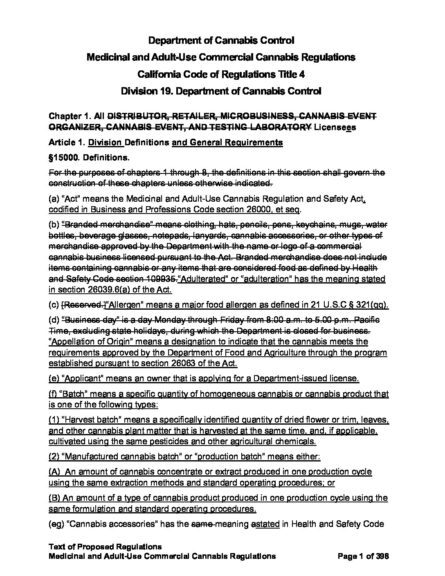 Department of Cannabis Control
Medicinal and Adult-Use Commercial Cannabis Regulations
California Code of Regulations Title 4
Division 19. Department of Cannabis Control
Chapter 1. All DISTRIBUTOR, RETAILER, MICROBUSINESS, CANNABIS EVENT
ORGANIZER, CANNABIS EVENT, AND TESTING LABORATORY Licensees
Article 1. Division Definitions and General Requirements
§15000. Definitions.
For the purposes of chapters 1 through 8, the definitions in this section shall govern the
construction of these chapters unless otherwise indicated.
(a) "Act" means the Medicinal and Adult-Use Cannabis Regulation and Safety Act,
codified in Business and Professions Code section 26000, et seq.
(b) "Branded merchandise" means clothing, hats, pencils, pens, keychains, mugs, water
bottles, beverage glasses, notepads, lanyards, cannabis accessories, or other types of
merchandise approved by the Department with the name or logo of a commercial
cannabis business licensed pursuant to the Act. Branded merchandise does not include
items containing cannabis or any items that are considered food as defined by Health
and Safety Code section 109935."Adulterated" or "adulteration" has the meaning stated
in section 26039.6(a) of the Act.
(c) [Reserved.]"Allergen" means a major food allergen as defined in 21 U.S.C § 321(qq).
(d) "Business day" is a day Monday through Friday from 8:00 a.m. to 5:00 p.m. Pacific
Time, excluding state holidays, during which the Department is closed for business.
"Appellation of Origin" means a designation to indicate that the cannabis meets the
requirements approved by the Department of Food and Agriculture through the program
established pursuant to section 26063 of the Act.
(e) "Applicant" means an owner that is applying for a Department-issued license.
(f) "Batch" means a specific quantity of homogeneous cannabis or cannabis product that
is one of the following types:
(1) "Harvest batch" means a specifically identified quantity of dried flower or trim, leaves,
and other cannabis plant matter that is harvested at the same time, and, if applicable,
cultivated using the same pesticides and other agricultural chemicals.
(2) "Manufactured cannabis batch" or "production batch" means either:
(A) An amount of cannabis concentrate or extract produced in one production cycle
using the same extraction methods and standard operating procedures; or
(B) An amount of a type of cannabis product produced in one production cycle using the
same formulation and standard operating procedures.
(eg) "Cannabis accessories" has the same meaning astated in Health and Safety Code
Text of Proposed Regulations
Medicinal and Adult-Use Commercial Cannabis Regulations Page 1 of 398